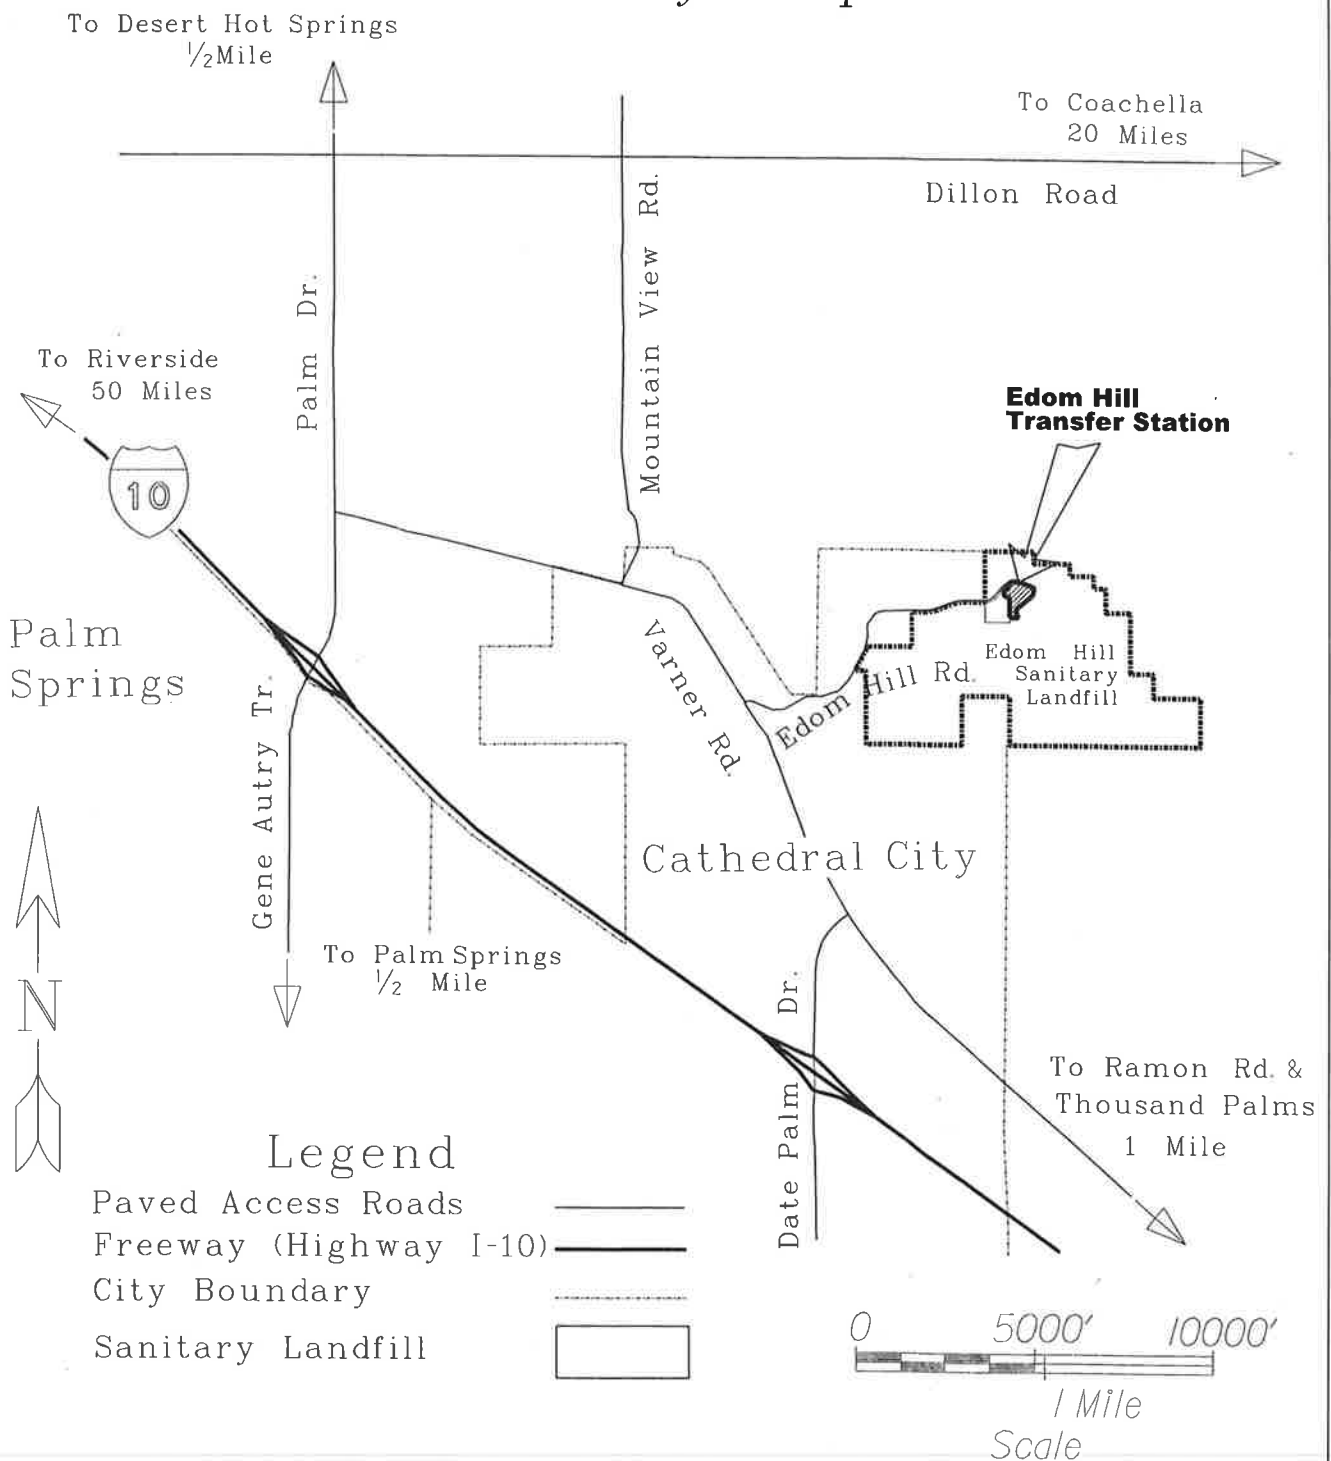 To Desert Hot Springs
½ Mile
To Coachella
20 Miles
Dillon Road
Palm Dr.
Mountain View Rd.
To Riverside
50 Miles
10
Edom Hill
Transfer Station
Palm
Springs
Varner Rd.
Edom Hill Rd.
Edom Hill
Sanitary
Landfill
Gene Autry Tr.
Cathedral City
To Palm Springs
½ Mile
N
Date Palm Dr.
To Ramon Rd. &
Thousand Palms
1 Mile
Legend
Paved Access Roads
Freeway (Highway I-10)
City Boundary
Sanitary Landfill
0 5000' 10000'
1 Mile
Scale